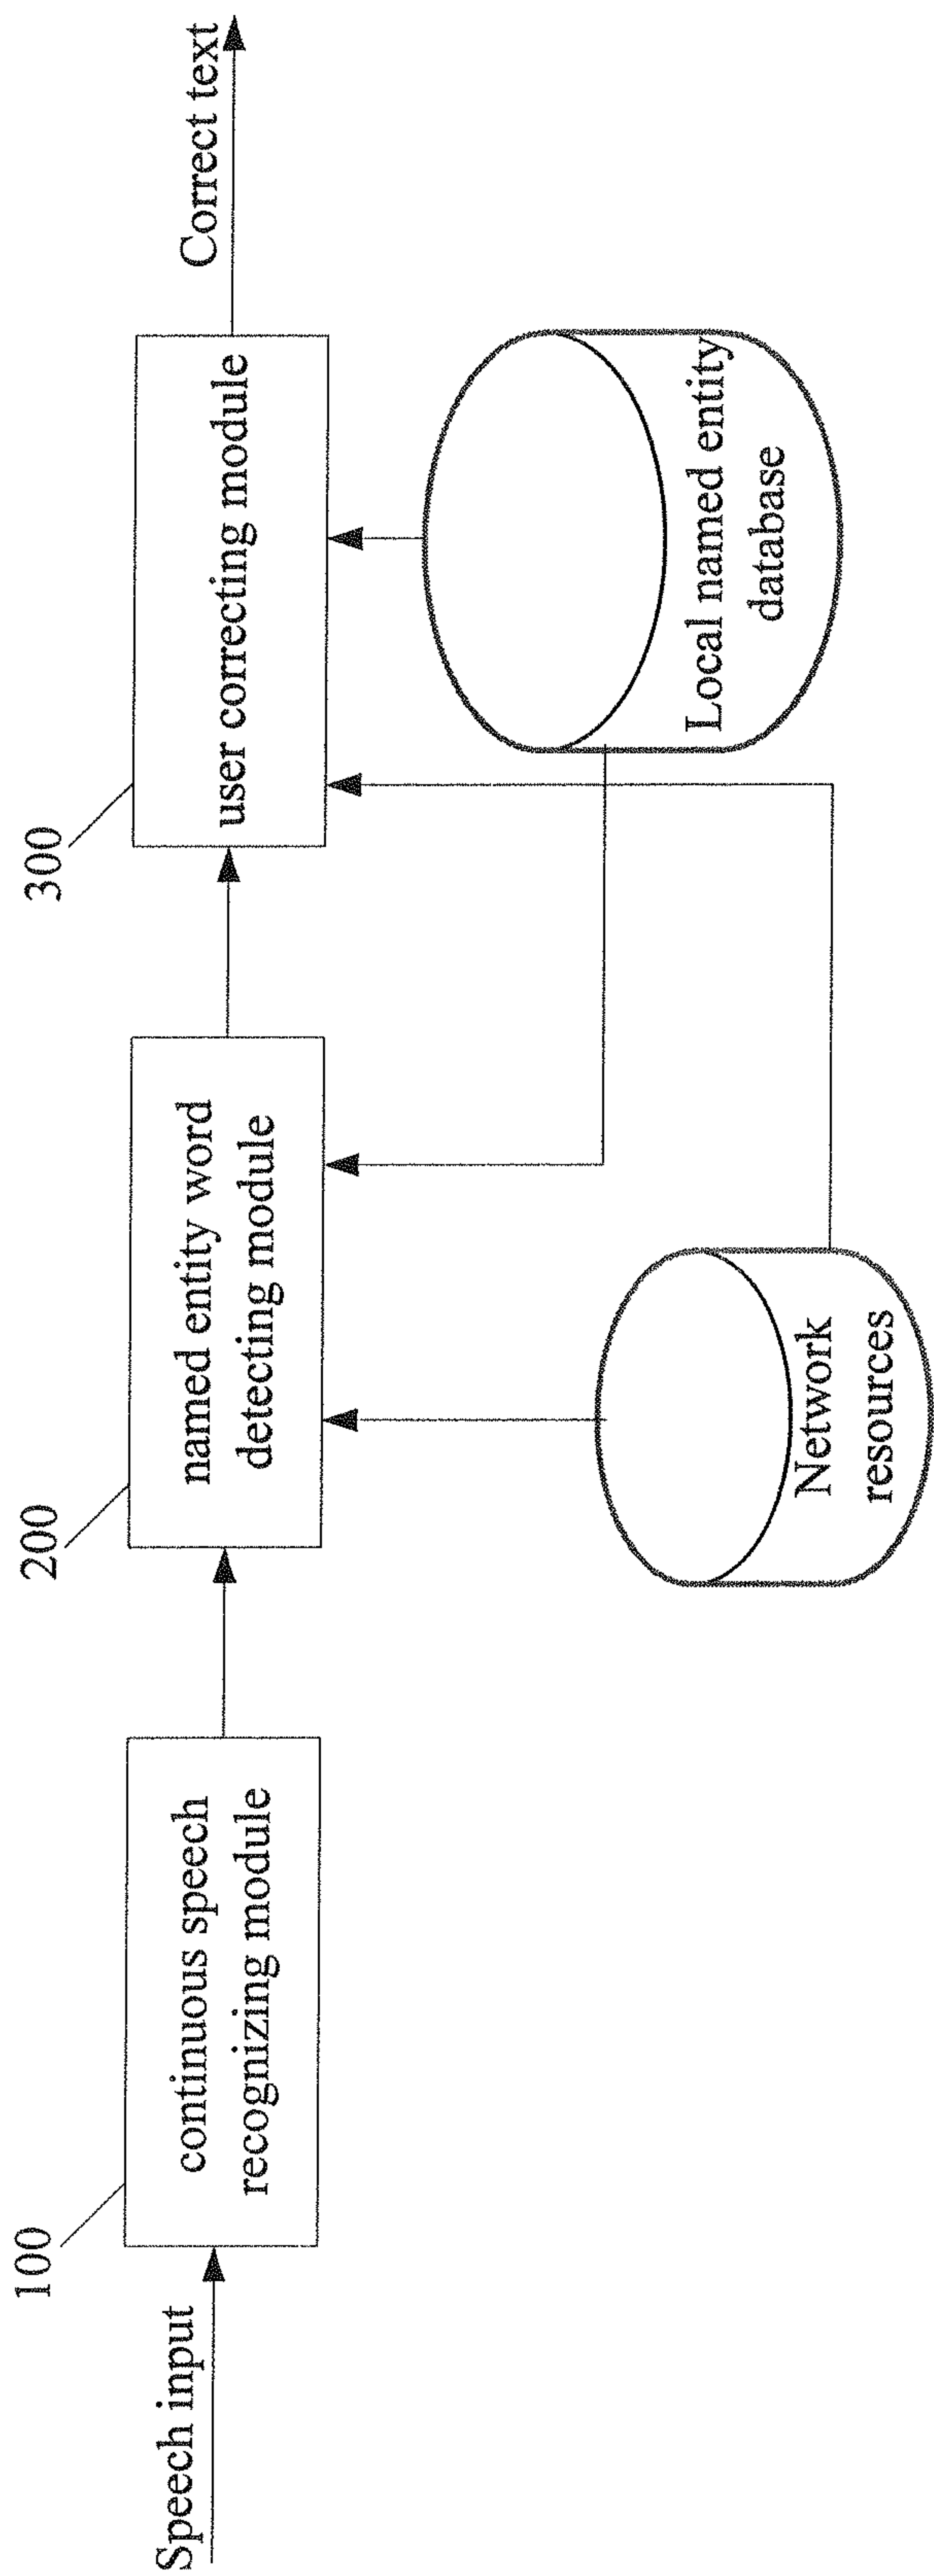 Speech input
100
continuous speech
recognizing module
200
named entity word
detecting module
300
user correcting module
Correct text
Network
resources
Local named entity
database